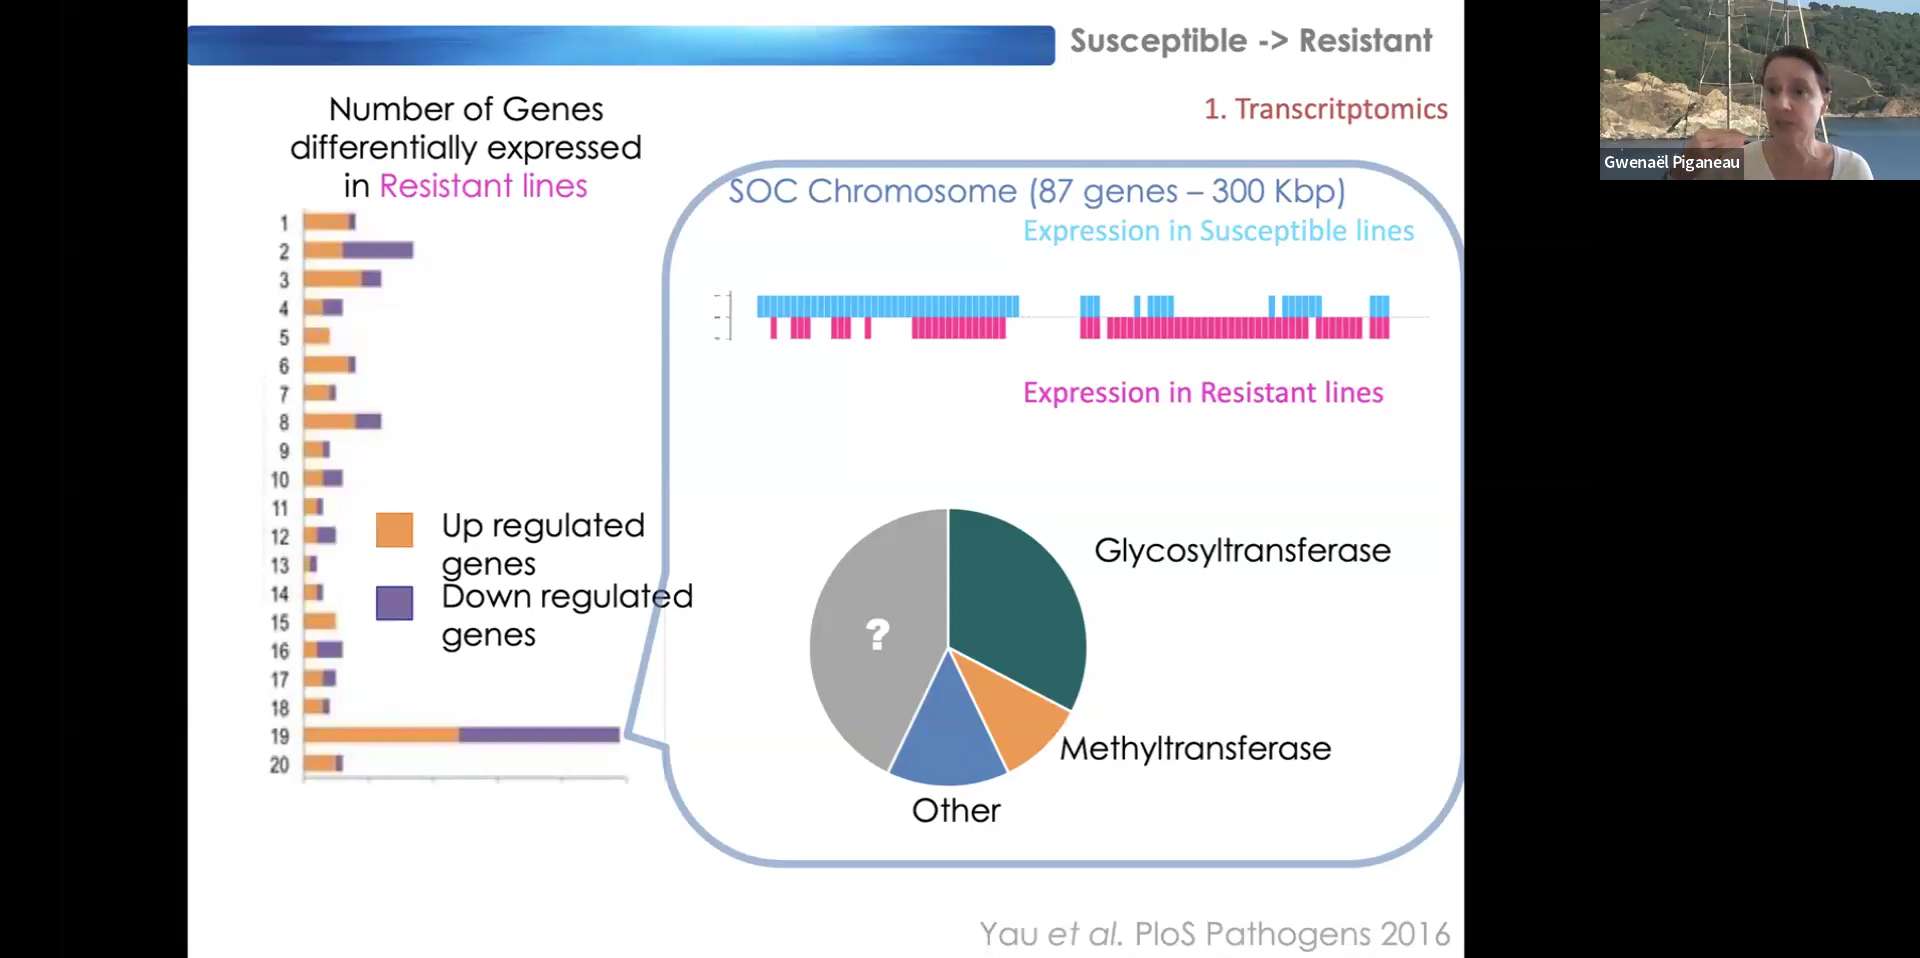 Susceptible -> Resistant
1. Transcritptomics
Number of Genes
differentially expressed
in Resistant lines
1
2
3
4
5
6
7
8
9
10
11
12
13
14
15
16
17
18
19
20
Up regulated
genes
Down regulated
genes
SOC Chromosome (87 genes – 300 Kbp)
Expression in Susceptible lines
Expression in Resistant lines
?
Glycosyltransferase
Methyltransferase
Other
Yau et al. PloS Pathogens 2016
Gwenaël Piganeau